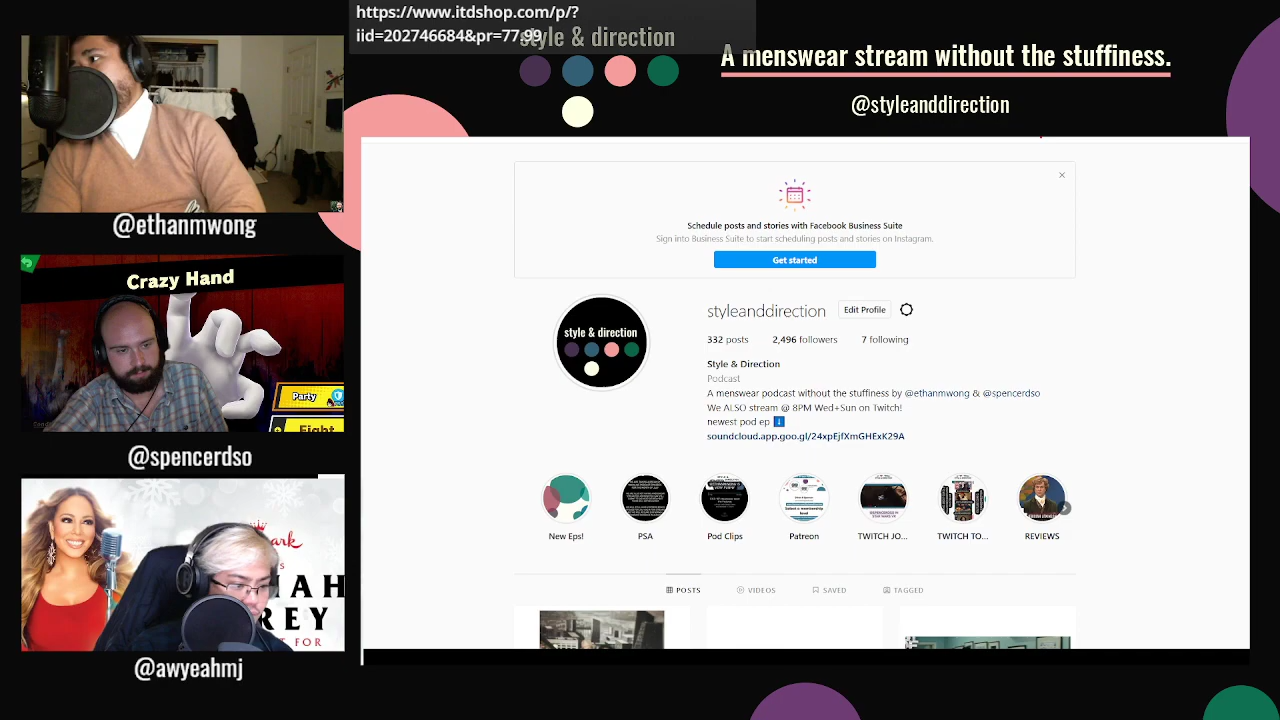 https://www.itdshop.com/p/?
iid=202746684&pr=77.99
style & direction
A menswear stream without the stuffiness.
@styleanddirection
@ethanmwong
Crazy Hand
Party
Fight
@spencerdso
@awyeahmj
Schedule posts and stories with Facebook Business Suite
Sign into Business Suite to start scheduling posts and stories on Instagram.
Get started
style & direction
styleanddirection
Edit Profile
332 posts
2,496 followers
7 following
Style & Direction
Podcast
A menswear podcast without the stuffiness by @ethanmwong & @spencerdso
We ALSO stream @ 8PM Wed+Sun on Twitch!
newest pod ep
soundcloud.app.goo.gl/24xpEjfXmGHExK29A
New Eps!
PSA
Pod Clips
Patreon
TWITCH JO...
TWITCH TO...
REVIEWS
POSTS
VIDEOS
SAVED
TAGGED